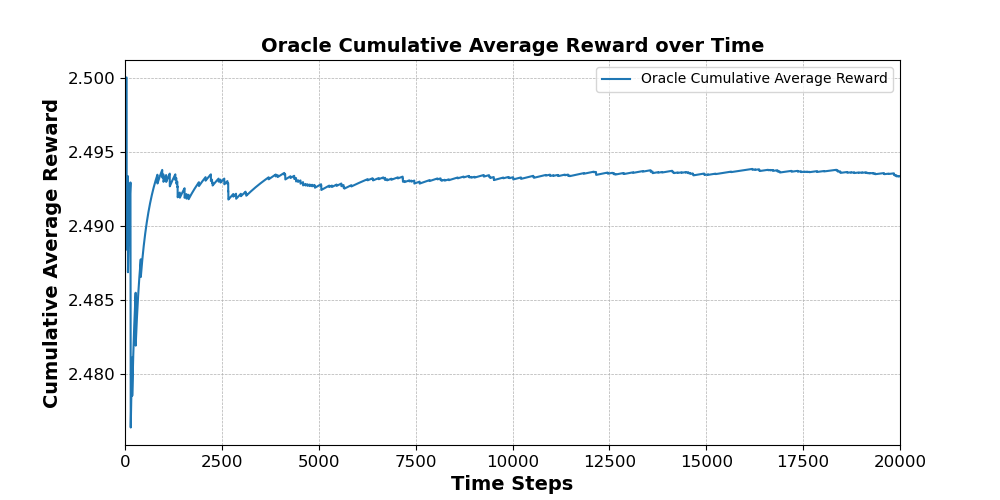 Oracle Cumulative Average Reward over Time
Oracle Cumulative Average Reward
Cumulative Average Reward
2.500
2.495
2.490
2.485
2.480
0 2500 5000 7500 10000 12500 15000 17500 20000
Time Steps